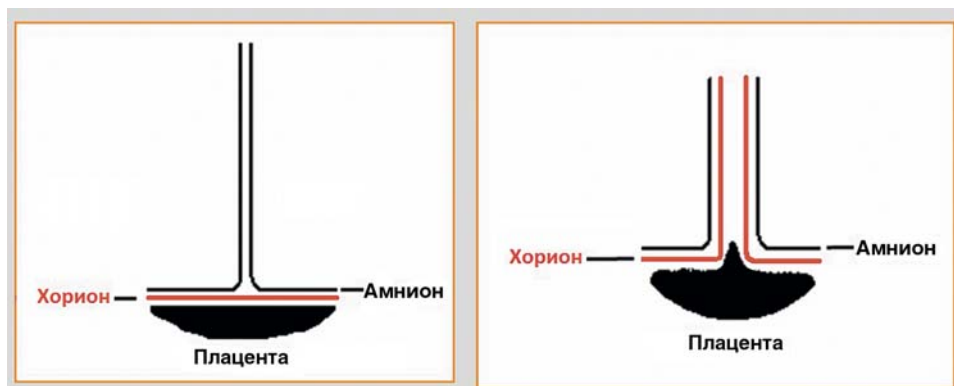 Хорион
Амнион
Плацента
Хорион
Амнион
Плацента